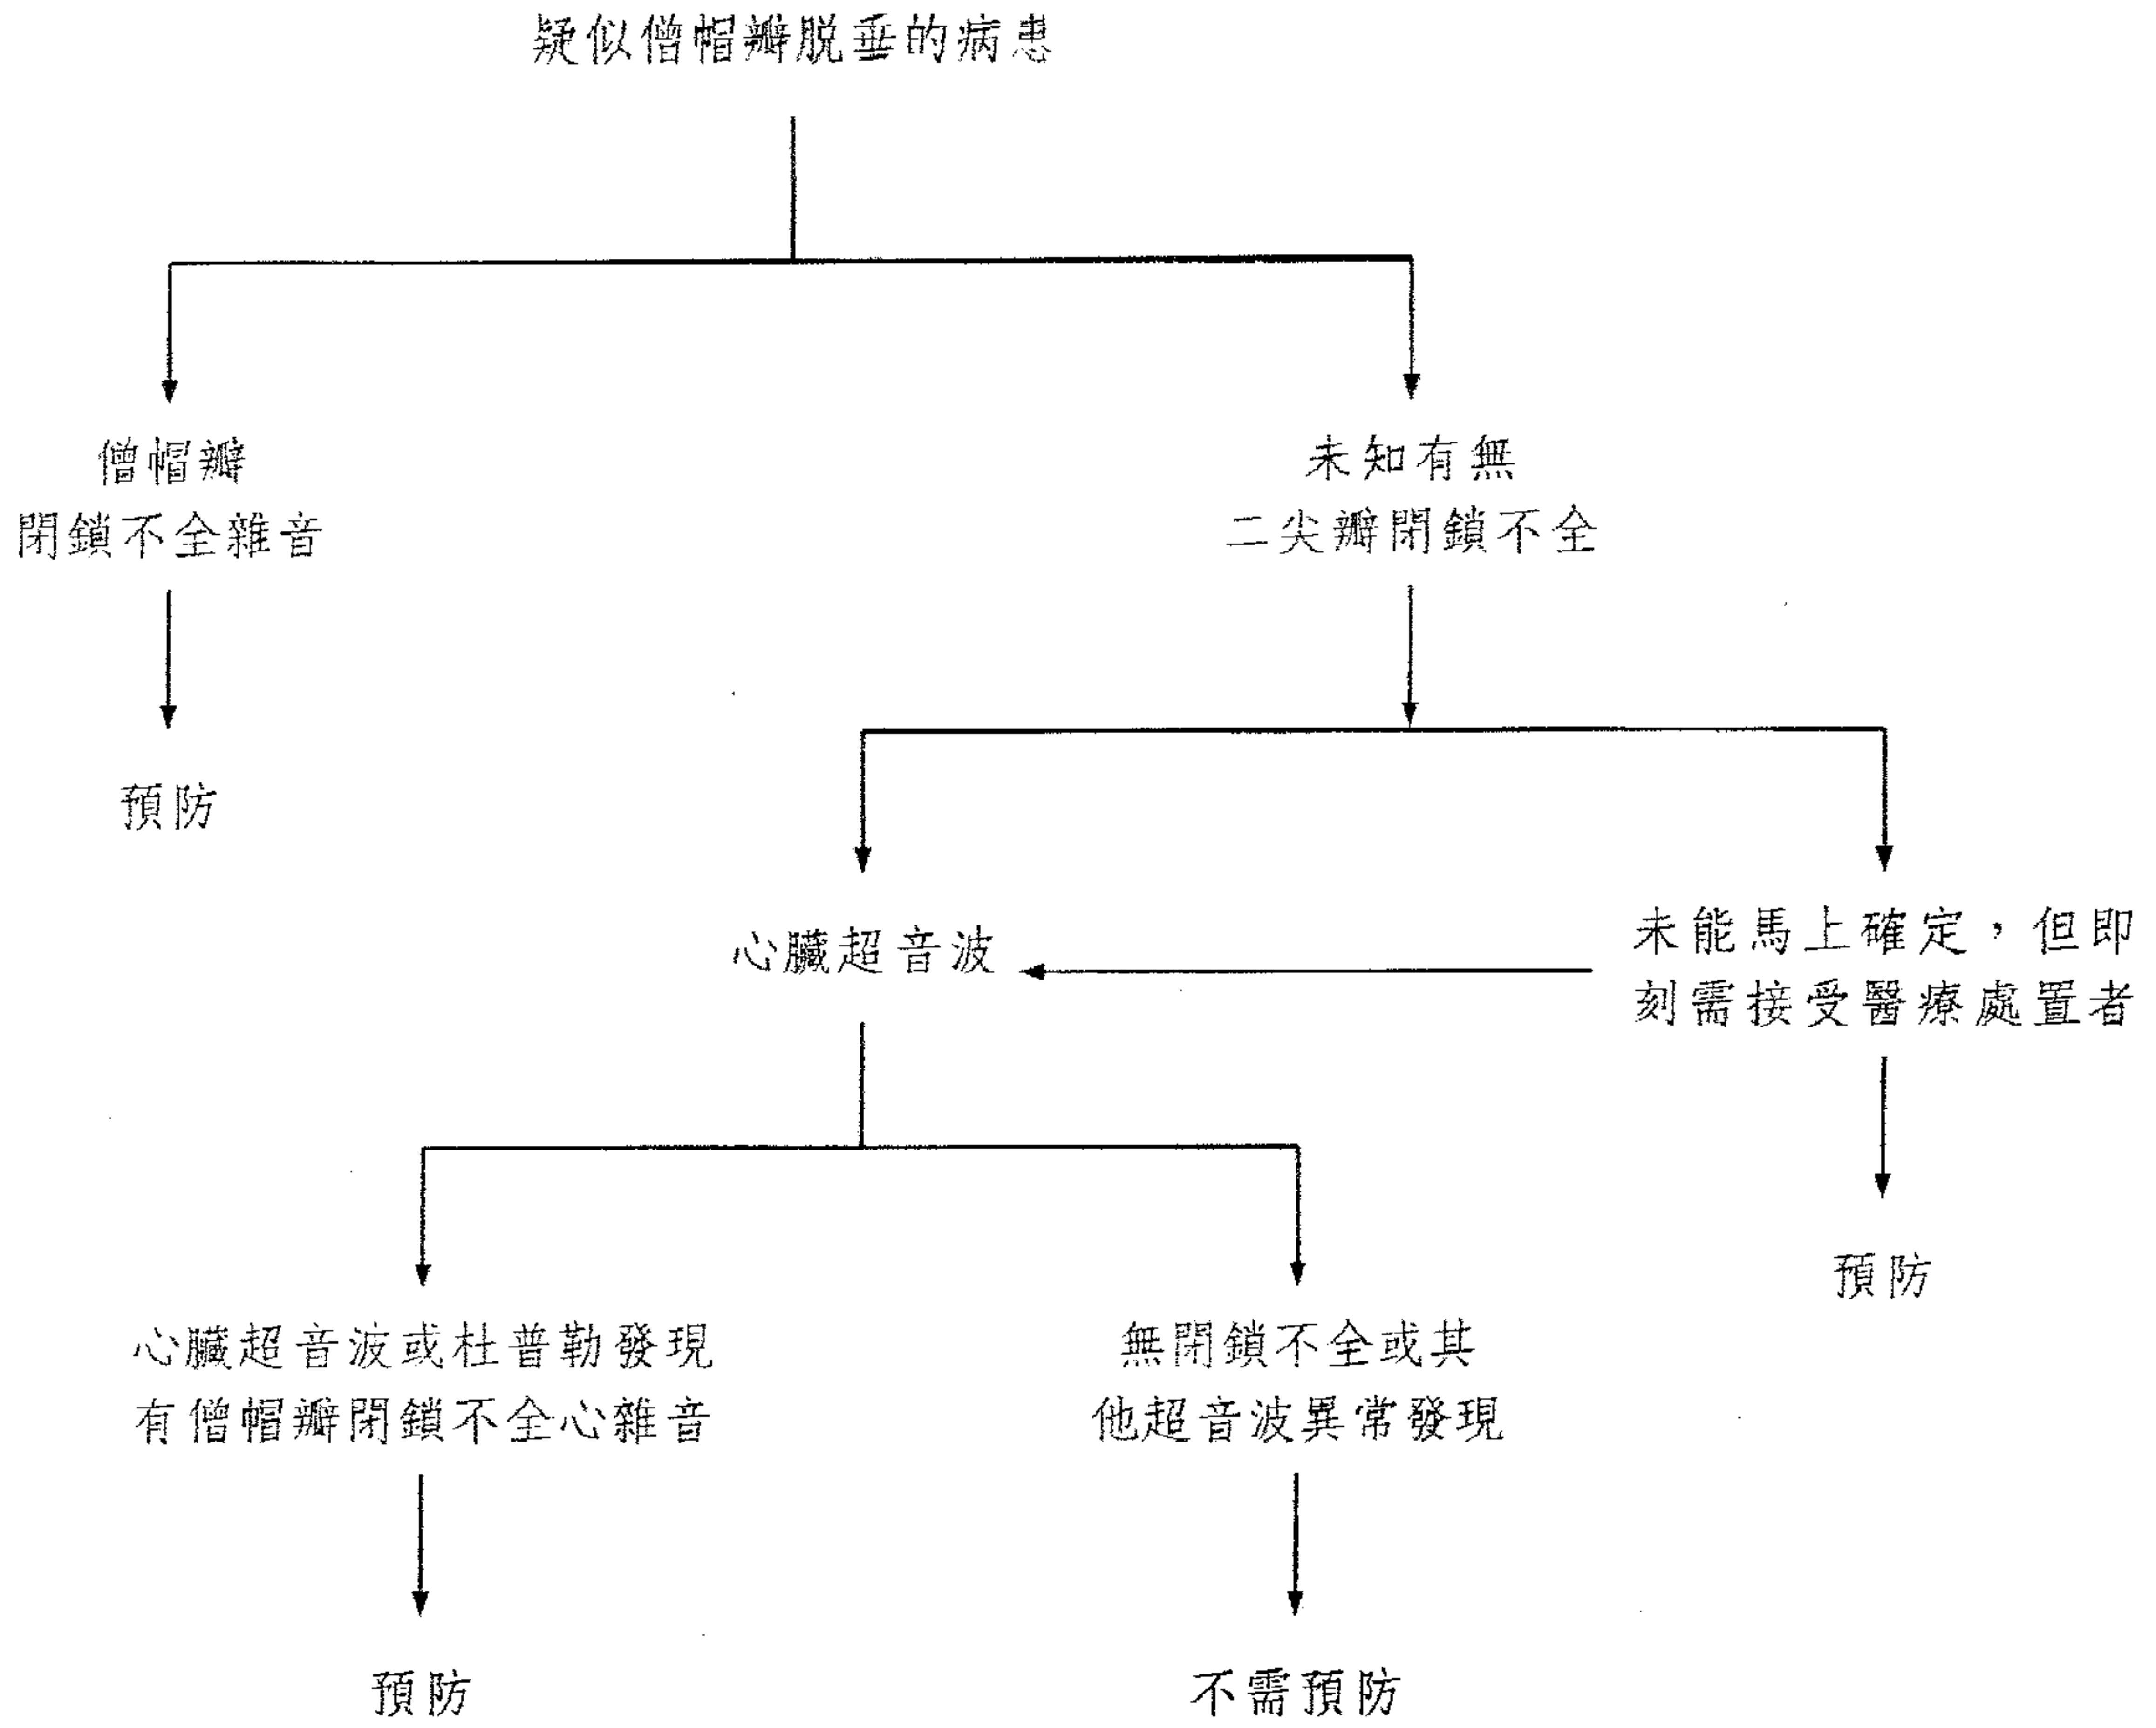 疑似僧帽瓣脱垂的病患
僧帽瓣
閉鎖不全雜音
未知有無
二尖瓣閉鎖不全
預防
心臟超音波
未能馬上確定，但即
刻需接受醫療處置者
預防
心臟超音波或杜普勒發現
有僧帽瓣閉鎖不全心雜音
無閉鎖不全或其
他超音波異常發現
預防
不需預防